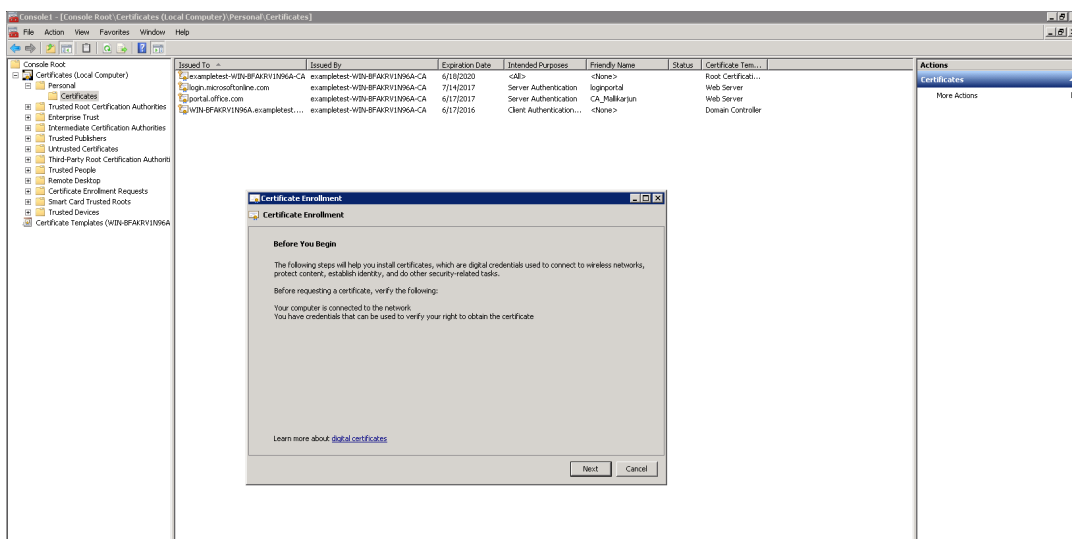 Console1 - [Console Root\Certificates (Local Computer)\Personal\Certificates]
File Action View Favorites Window Help
Console Root
Certificates (Local Computer)
Personal
Certificates
Trusted Root Certification Authorities
Enterprise Trust
Intermediate Certification Authorities
Trusted Publishers
Untrusted Certificates
Third-Party Root Certification Authoriti
Trusted People
Remote Desktop
Certificate Enrollment Requests
Smart Card Trusted Roots
Trusted Devices
Certificate Templates (WIN-BFAKRV1N96A
Issued To Issued By Expiration Date Intended Purposes Friendly Name Status Certificate Tem...
exampletest-WIN-BFAKRV1N96A-CA exampletest-WIN-BFAKRV1N96A-CA 6/18/2020 <All> <None> Root Certificati...
login.microsoftonline.com exampletest-WIN-BFAKRV1N96A-CA 7/14/2017 Server Authentication loginportal Web Server
portal.office.com exampletest-WIN-BFAKRV1N96A-CA 6/17/2017 Server Authentication CA_Mallikarjun Web Server
WIN-BFAKRV1N96A.exampletest.... exampletest-WIN-BFAKRV1N96A-CA 6/17/2016 Client Authentication... <None> Domain Controller
Actions
Certificates
More Actions
Certificate Enrollment
Certificate Enrollment
Before You Begin
The following steps will help you install certificates, which are digital credentials used to connect to wireless networks,
protect content, establish identity, and do other security-related tasks.
Before requesting a certificate, verify the following:
Your computer is connected to the network
You have credentials that can be used to verify your right to obtain the certificate
Learn more about digital certificates
Next Cancel